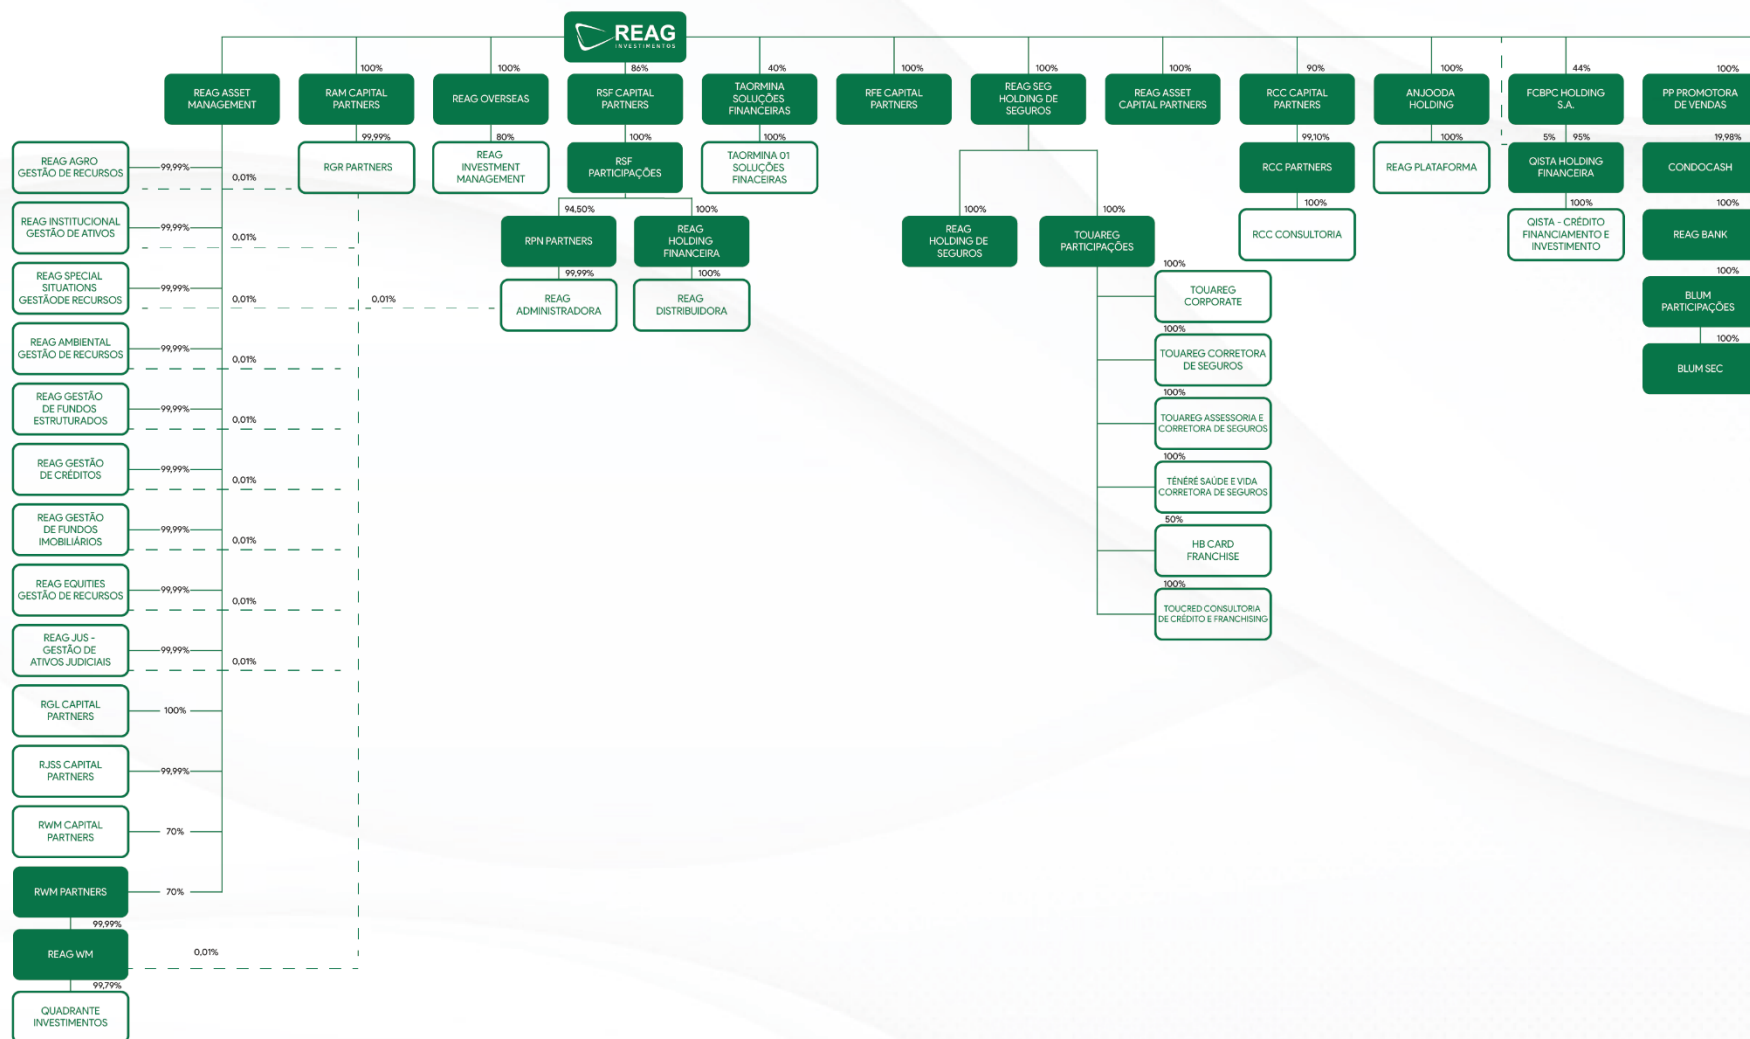 REAG
INVESTIMENTOS
REAG ASSET
MANAGEMENT
100%
RAM CAPITAL
PARTNERS
100%
REAG OVERSEAS
86%
RSF CAPITAL
PARTNERS
40%
TAORMINA
SOLUÇÕES
FINANCEIRAS
100%
RFE CAPITAL
PARTNERS
100%
REAG SEG
HOLDING DE
SEGUROS
100%
REAG ASSET
CAPITAL PARTNERS
90%
RCC CAPITAL
PARTNERS
100%
ANJOODA
HOLDING
44%
FCBPC HOLDING
S.A.
100%
PP PROMOTORA
DE VENDAS
99,99%
RGR PARTNERS
80%
REAG
INVESTMENT
MANAGEMENT
100%
RSF
PARTICIPAÇÕES
100%
TAORMINA 01
SOLUÇÕES
FINACEIRAS
99,10%
RCC PARTNERS
100%
REAG PLATAFORMA
5% 95%
QISTA HOLDING
FINANCEIRA
19,98%
CONDOCASH
94,50%
RPN PARTNERS
100%
REAG
HOLDING
FINANCEIRA
100%
REAG
HOLDING DE
SEGUROS
100%
TOUAREG
PARTICIPAÇÕES
100%
RCC CONSULTORIA
100%
QISTA - CRÉDITO
FINANCIAMENTO E
INVESTIMENTO
100%
REAG BANK
99,99%
REAG
ADMINISTRADORA
100%
REAG
DISTRIBUIDORA
100%
BLUM
PARTICIPAÇÕES
100%
BLUM SEC
100%
TOUAREG
CORPORATE
100%
TOUAREG CORRETORA
DE SEGUROS
100%
TOUAREG ASSESSORIA E
CORRETORA DE SEGUROS
100%
TÉNÉRÉ SAÚDE E VIDA
CORRETORA DE SEGUROS
50%
HB CARD
FRANCHISE
100%
TOUCRED CONSULTORIA
DE CRÉDITO E FRANCHISING
REAG AGRO
GESTÃO DE RECURSOS
99,99%
0,01%
REAG INSTITUCIONAL
GESTÃO DE ATIVOS
99,99%
0,01%
REAG SPECIAL
SITUATIONS
GESTÃODE RECURSOS
99,99%
0,01%
0,01%
REAG AMBIENTAL
GESTÃO DE RECURSOS
99,99%
0,01%
REAG GESTÃO
DE FUNDOS
ESTRUTURADOS
99,99%
0,01%
REAG GESTÃO
DE CRÉDITOS
99,99%
0,01%
REAG GESTÃO
DE FUNDOS
IMOBILIÁRIOS
99,99%
0,01%
REAG EQUITIES
GESTÃO DE RECURSOS
99,99%
0,01%
REAG JUS -
GESTÃO DE
ATIVOS JUDICIAIS
99,99%
0,01%
RGL CAPITAL
PARTNERS
100%
RJSS CAPITAL
PARTNERS
99,99%
RWM CAPITAL
PARTNERS
70%
RWM PARTNERS
70%
99,99%
REAG WM
0,01%
99,79%
QUADRANTE
INVESTIMENTOS